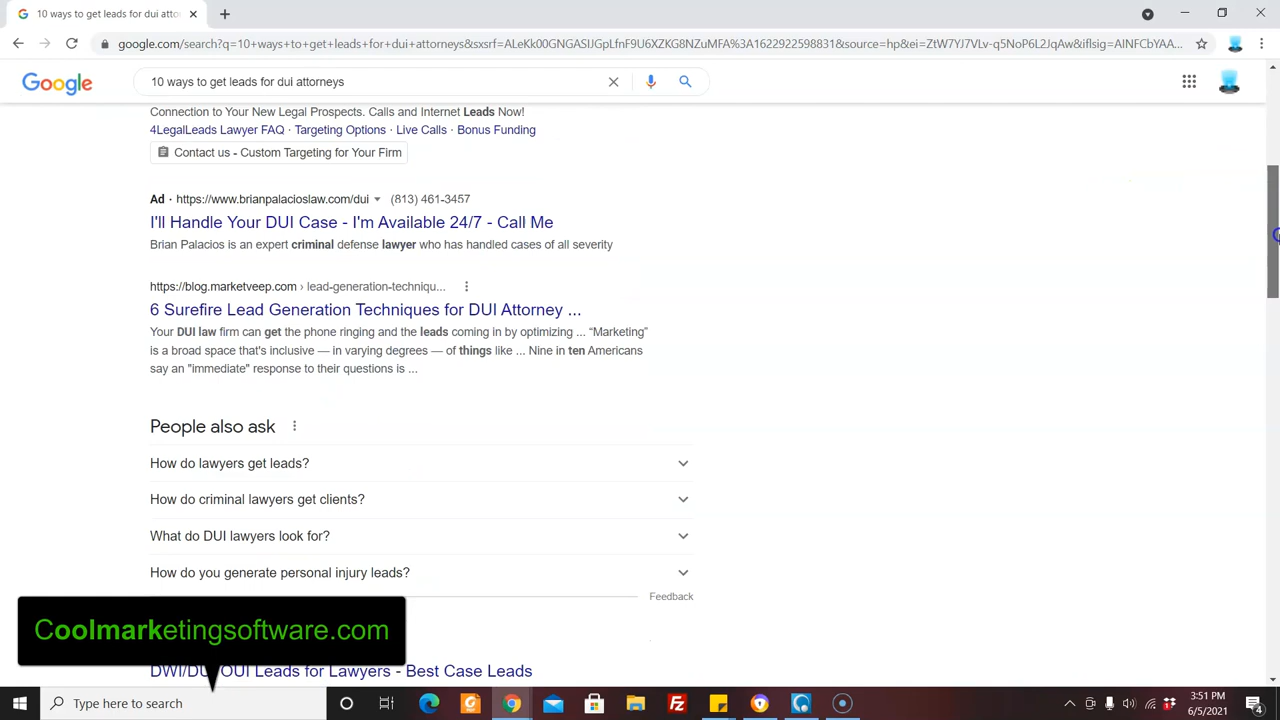 10 ways to get leads for dui atto
google.com/search?q=10+ways+to+get+leads+for+dui+attorneys&sxsrf=ALeKk00GNGASIJGpLfnF9U6XZKG8NZuMFA%3A1622922598831&source=hp&ei=ZtW7YJ7VLv-q5NoP6L2JqAw&iflsig=AINFCbYAA...
Google
10 ways to get leads for dui attorneys
Connection to Your New Legal Prospects. Calls and Internet Leads Now!
4LegalLeads Lawyer FAQ · Targeting Options · Live Calls · Bonus Funding
Contact us - Custom Targeting for Your Firm
Ad · https://www.brianpalacioslaw.com/dui (813) 461-3457
I'll Handle Your DUI Case - I'm Available 24/7 - Call Me
Brian Palacios is an expert criminal defense lawyer who has handled cases of all severity
https://blog.marketveep.com › lead-generation-techniqu...
6 Surefire Lead Generation Techniques for DUI Attorney ...
Your DUI law firm can get the phone ringing and the leads coming in by optimizing ... “Marketing”
is a broad space that's inclusive — in varying degrees — of things like ... Nine in ten Americans
say an "immediate" response to their questions is ...
People also ask
How do lawyers get leads?
How do criminal lawyers get clients?
What do DUI lawyers look for?
How do you generate personal injury leads?
Feedback
Coolmarketingsoftware.com
DWI/DUI/OUI Leads for Lawyers - Best Case Leads
Type here to search
3:51 PM
6/5/2021
4